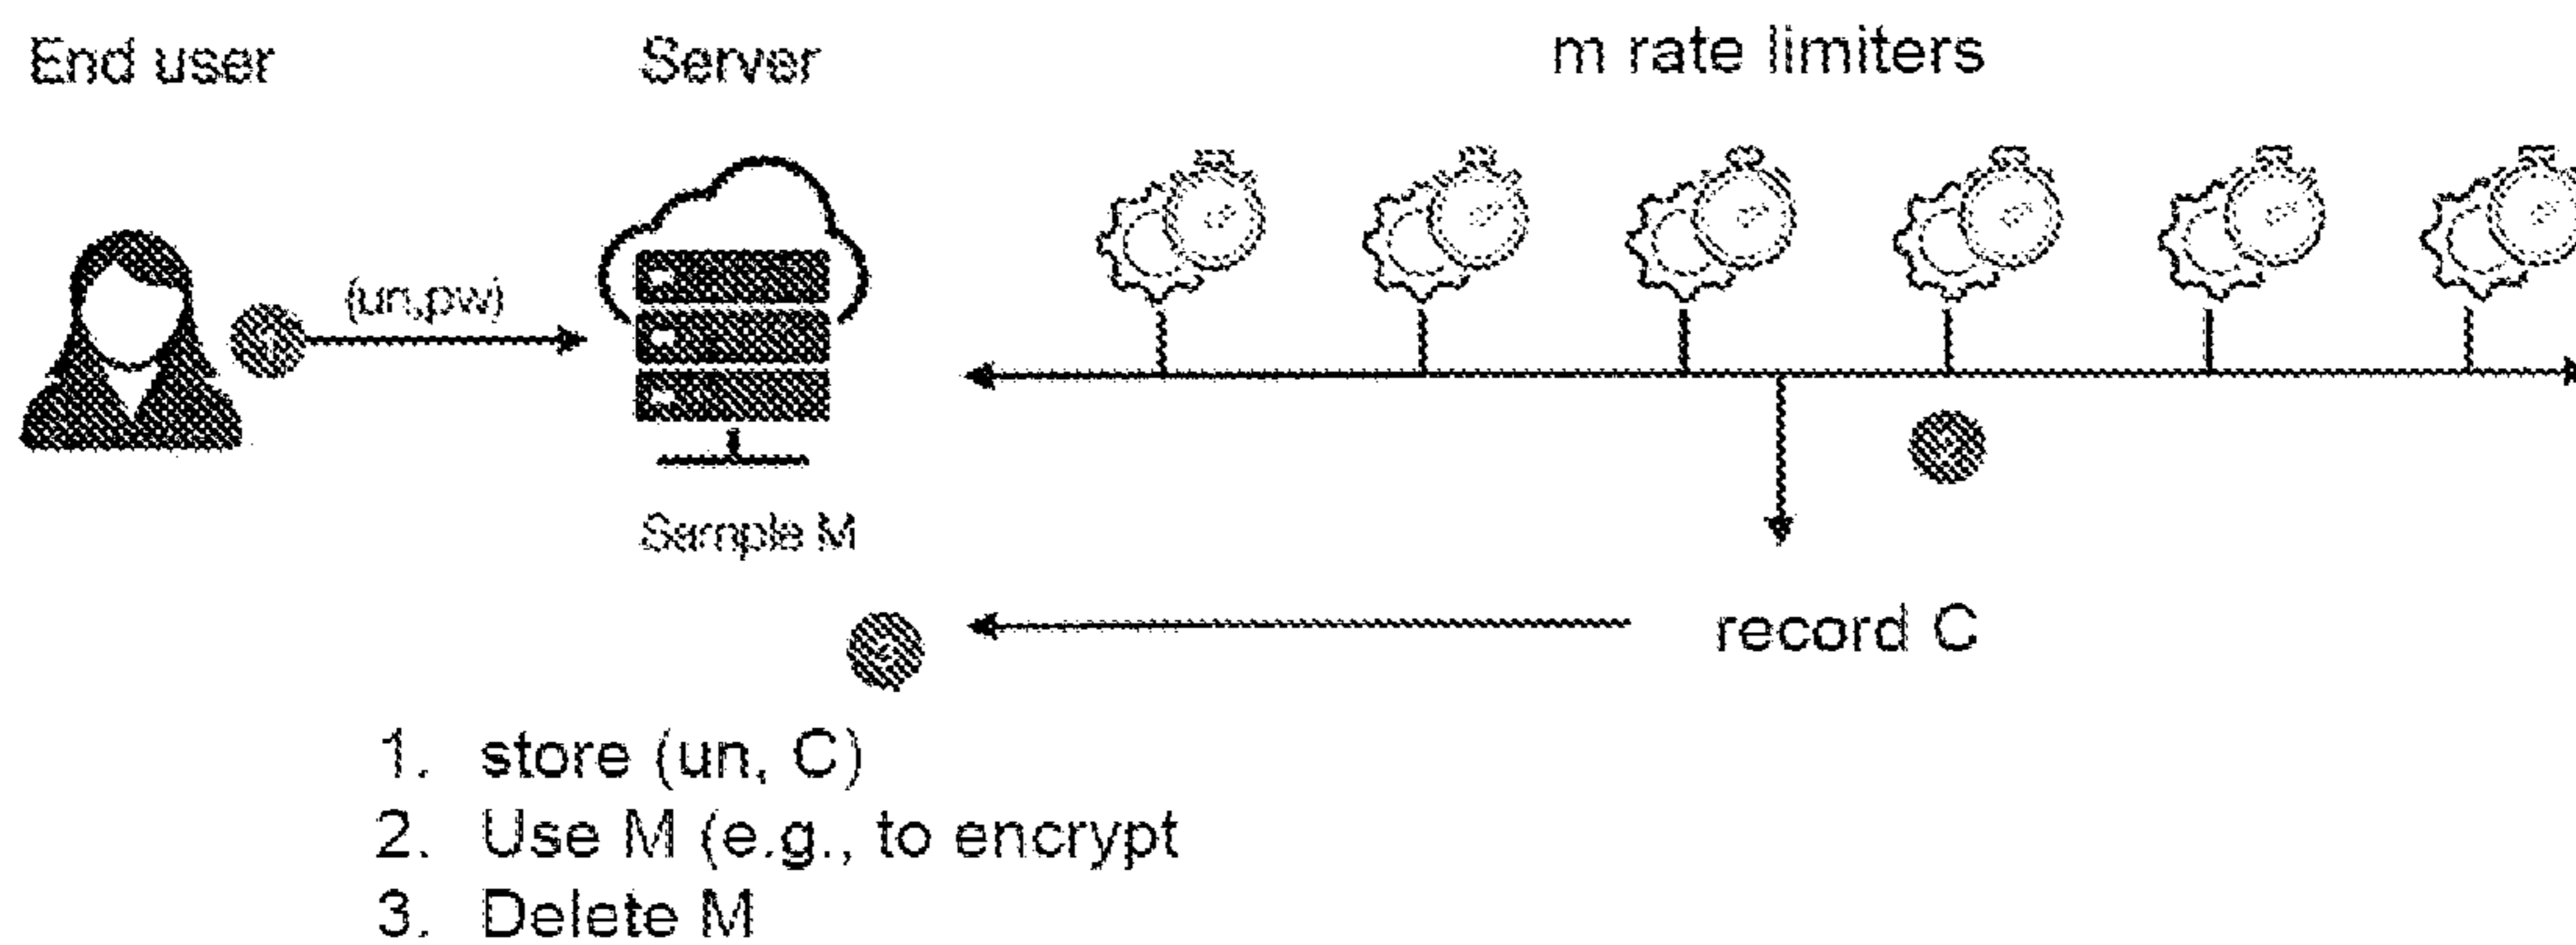 End user
Server
m rate limiters
(un,pw)
Sample M
record C
1. store (un, C)
2. Use M (e.g., to encrypt
3. Delete M